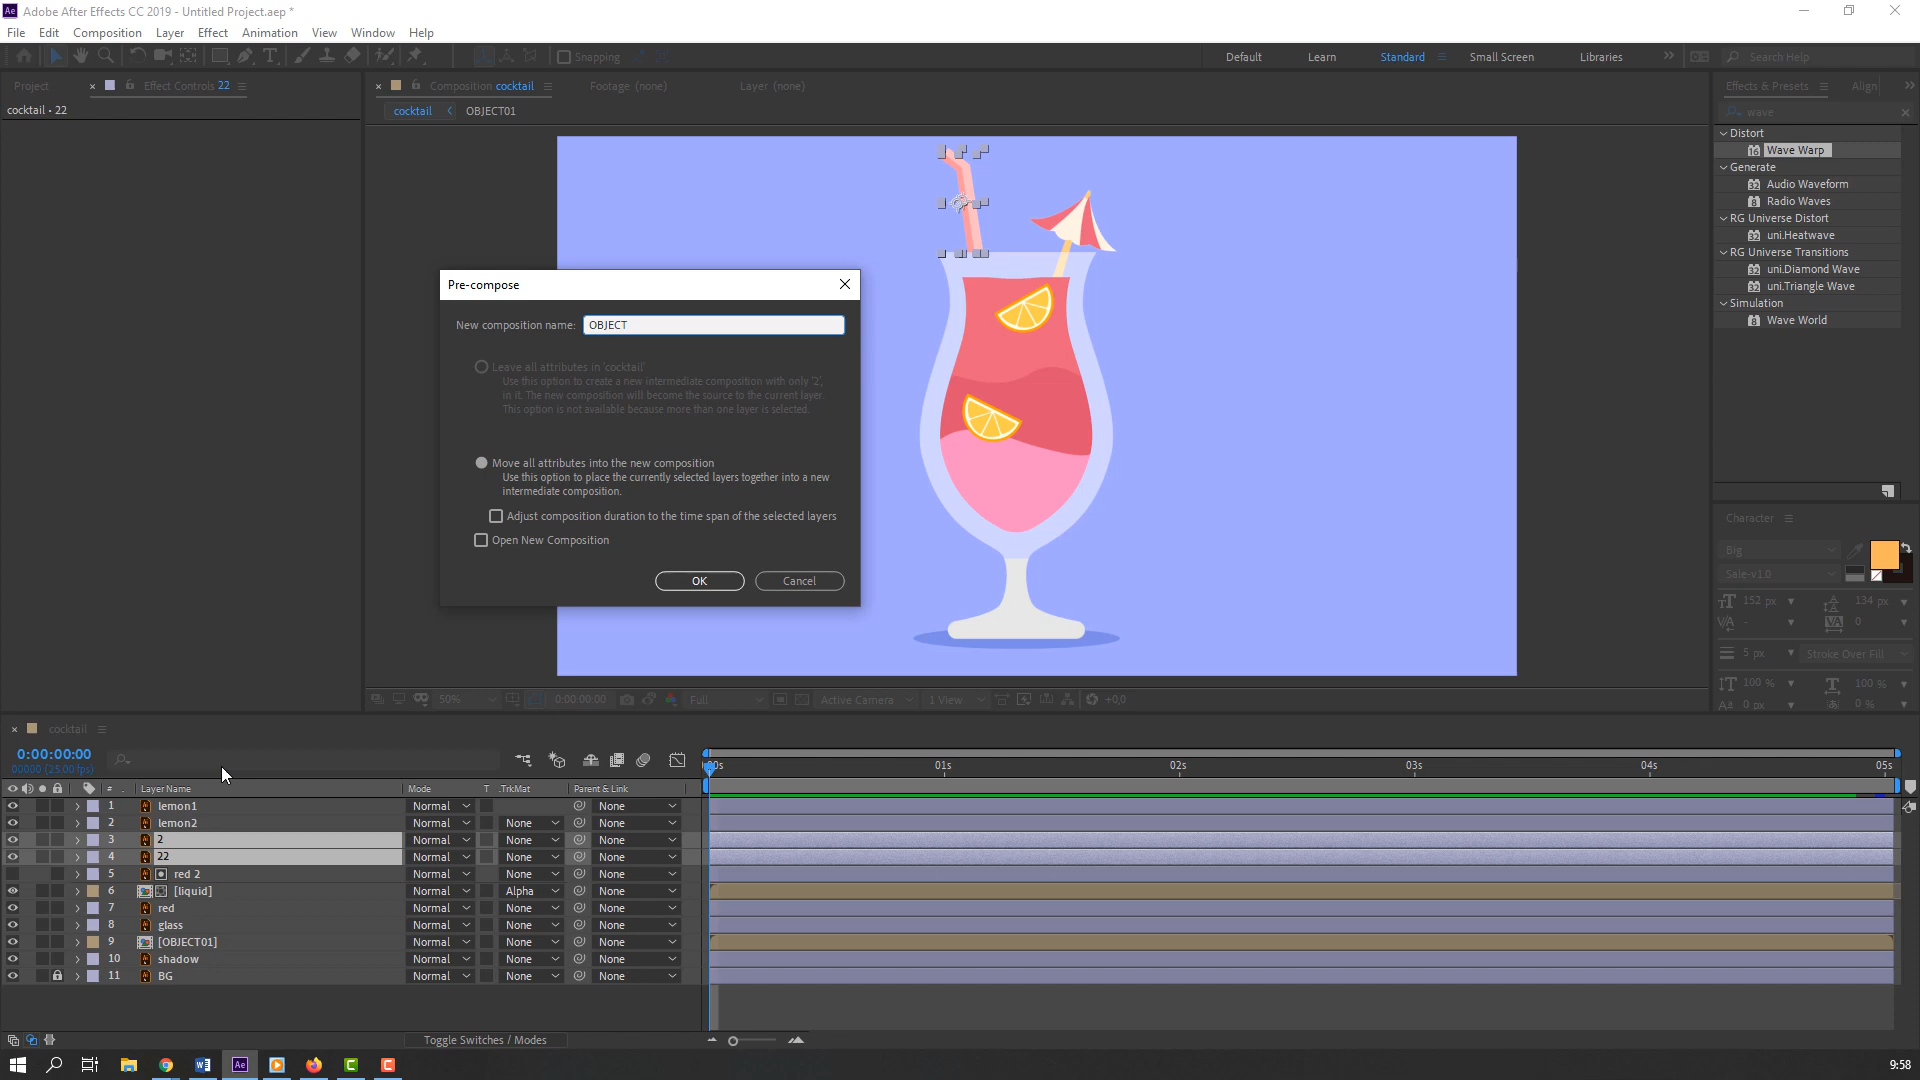 Adobe After Effects CC 2019 - Untitled Project.aep *
File Edit Composition Layer Effect Animation View Window Help
Snapping
Default Learn Standard Small Screen Libraries Search Help
Project Effect Controls 22
Composition cocktail Footage (none) Layer (none)
Effects & Presets Align
cocktail • 22
cocktail OBJECT01
wave
Distort
Wave Warp
Generate
Audio Waveform
Radio Waves
RG Universe Distort
uni.Heatwave
RG Universe Transitions
uni.Diamond Wave
uni.Triangle Wave
Simulation
Wave World
Pre-compose
New composition name: OBJECT
Leave all attributes in 'cocktail'
Use this option to create a new intermediate composition with only '2',
in it. The new composition will become the source to the current layer.
This option is not available because more than one layer is selected.
Move all attributes into the new composition
Use this option to place the currently selected layers together into a new
intermediate composition.
Adjust composition duration to the time span of the selected layers
Open New Composition
OK Cancel
Character
Big
Sale-v1.0
152 px 134 px
- 0
5 px Stroke Over Fill
100 % 100 %
0 px 0 %
50% 0:00:00:00 Full Active Camera 1 View +0,0
cocktail
0:00:00:00
00000 (25.00 fps)
00s 01s 02s 03s 04s 05s
# Layer Name Mode T .TrkMat Parent & Link
1 lemon1 Normal None
2 lemon2 Normal None None
3 2 Normal None None
4 22 Normal None None
5 red 2 Normal None None
6 [liquid] Normal Alpha None
7 red Normal None None
8 glass Normal None None
9 [OBJECT01] Normal None None
10 shadow Normal None None
11 BG Normal None None
Toggle Switches / Modes
9:58